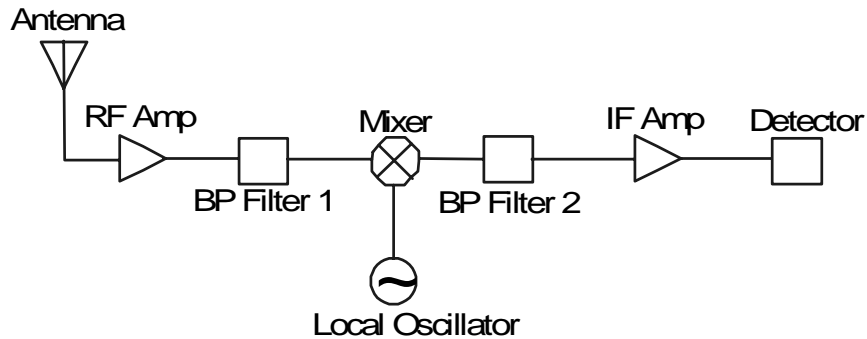 Antenna
RF Amp
Mixer
IF Amp
Detector
BP Filter 1
BP Filter 2
Local Oscillator